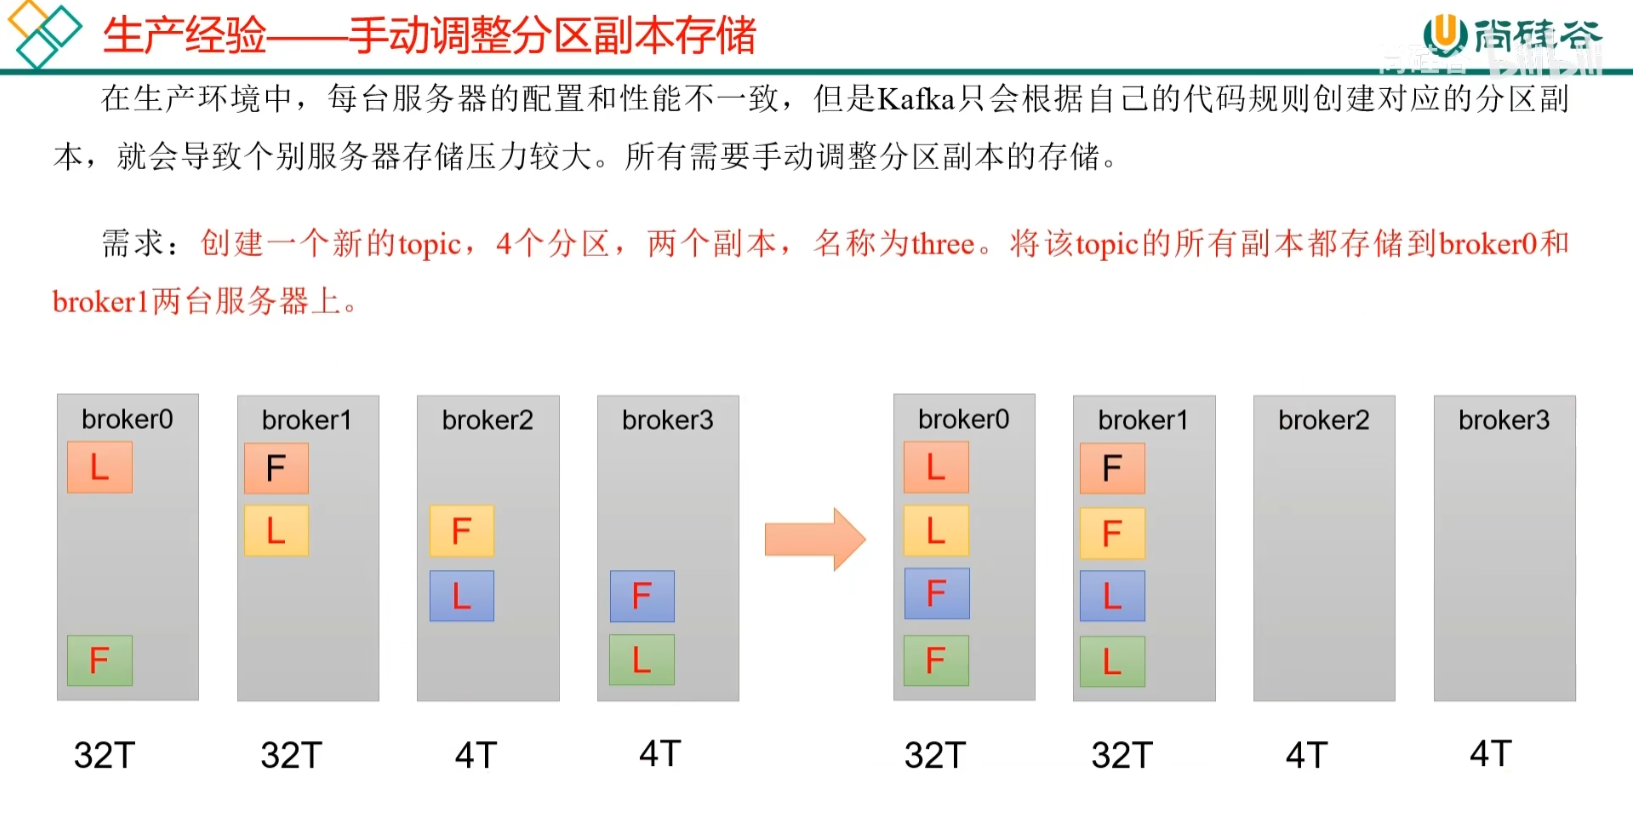 生产经验——手动调整分区副本存储
尚硅谷
尚硅谷 bilibili
在生产环境中，每台服务器的配置和性能不一致，但是Kafka只会根据自己的代码规则创建对应的分区副
本，就会导致个别服务器存储压力较大。所有需要手动调整分区副本的存储。
需求：创建一个新的topic，4个分区，两个副本，名称为three。将该topic的所有副本都存储到broker0和
broker1两台服务器上。
broker0 broker1 broker2 broker3 broker0 broker1 broker2 broker3
L F L F
L F L F
L F F L
F L F L
32T 32T 4T 4T 32T 32T 4T 4T